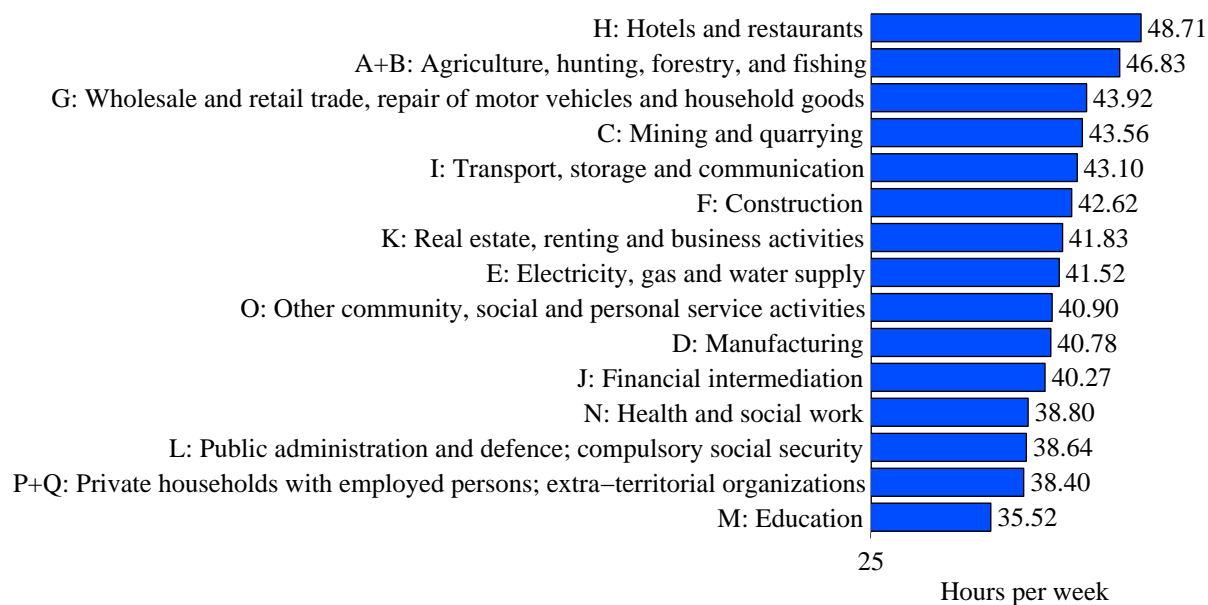 H: Hotels and restaurants 48.71
A+B: Agriculture, hunting, forestry, and fishing 46.83
G: Wholesale and retail trade, repair of motor vehicles and household goods 43.92
C: Mining and quarrying 43.56
I: Transport, storage and communication 43.10
F: Construction 42.62
K: Real estate, renting and business activities 41.83
E: Electricity, gas and water supply 41.52
O: Other community, social and personal service activities 40.90
D: Manufacturing 40.78
J: Financial intermediation 40.27
N: Health and social work 38.80
L: Public administration and defence; compulsory social security 38.64
P+Q: Private households with employed persons; extra−territorial organizations 38.40
M: Education 35.52
25
Hours per week